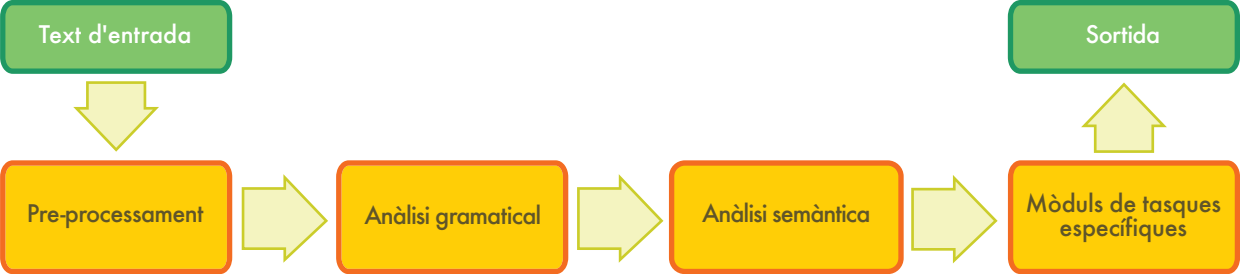 Text d'entrada
Sortida
Pre-processament
Anàlisi gramatical
Anàlisi semàntica
Mòduls de tasques
específiques